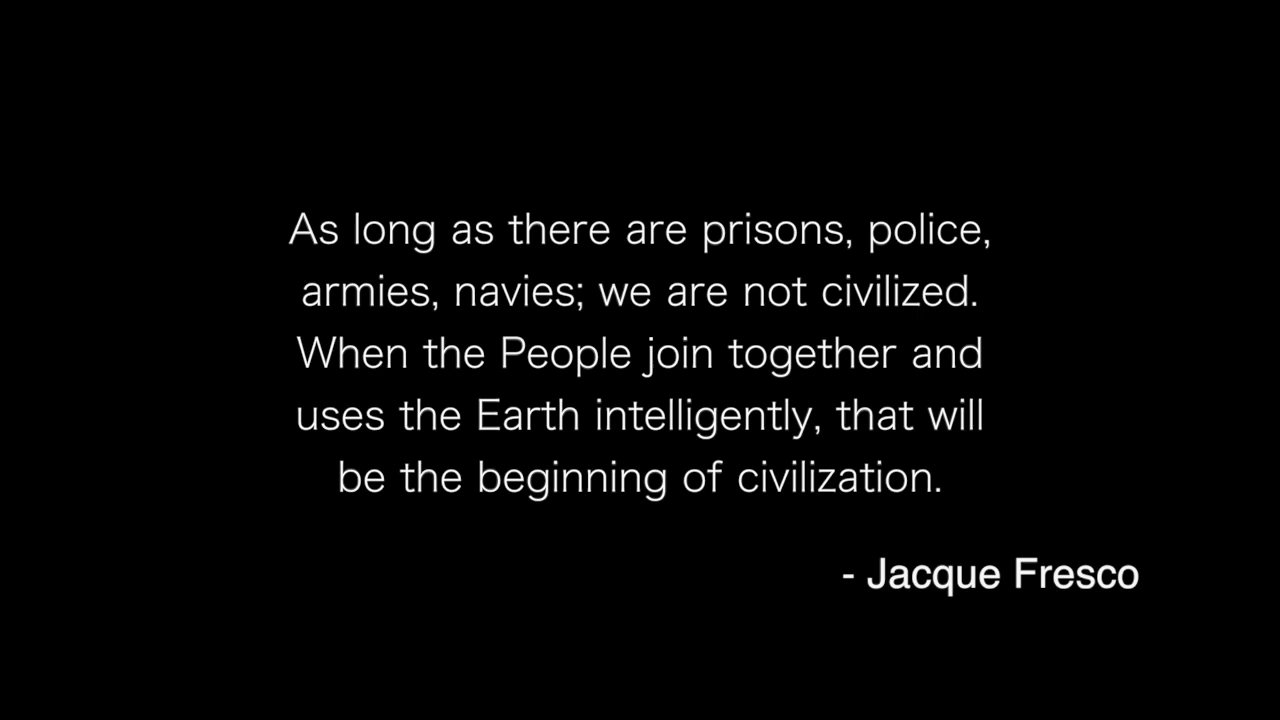 As long as there are prisons, police,
armies, navies; we are not civilized.
When the People join together and
uses the Earth intelligently, that will
be the beginning of civilization.
- Jacque Fresco